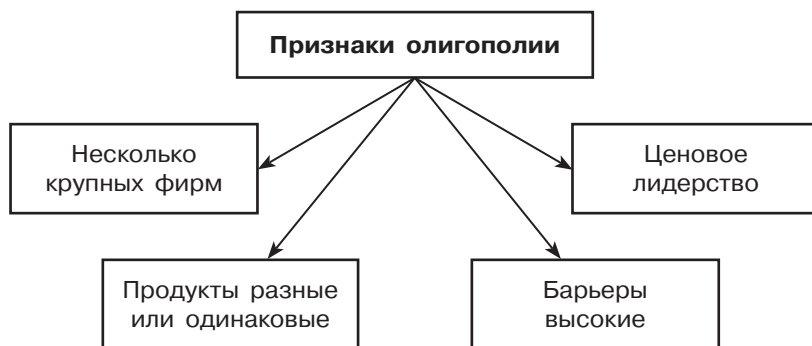 Признаки олигополии
Несколько
крупных фирм
Ценовое
лидерство
Продукты разные
или одинаковые
Барьеры
высокие